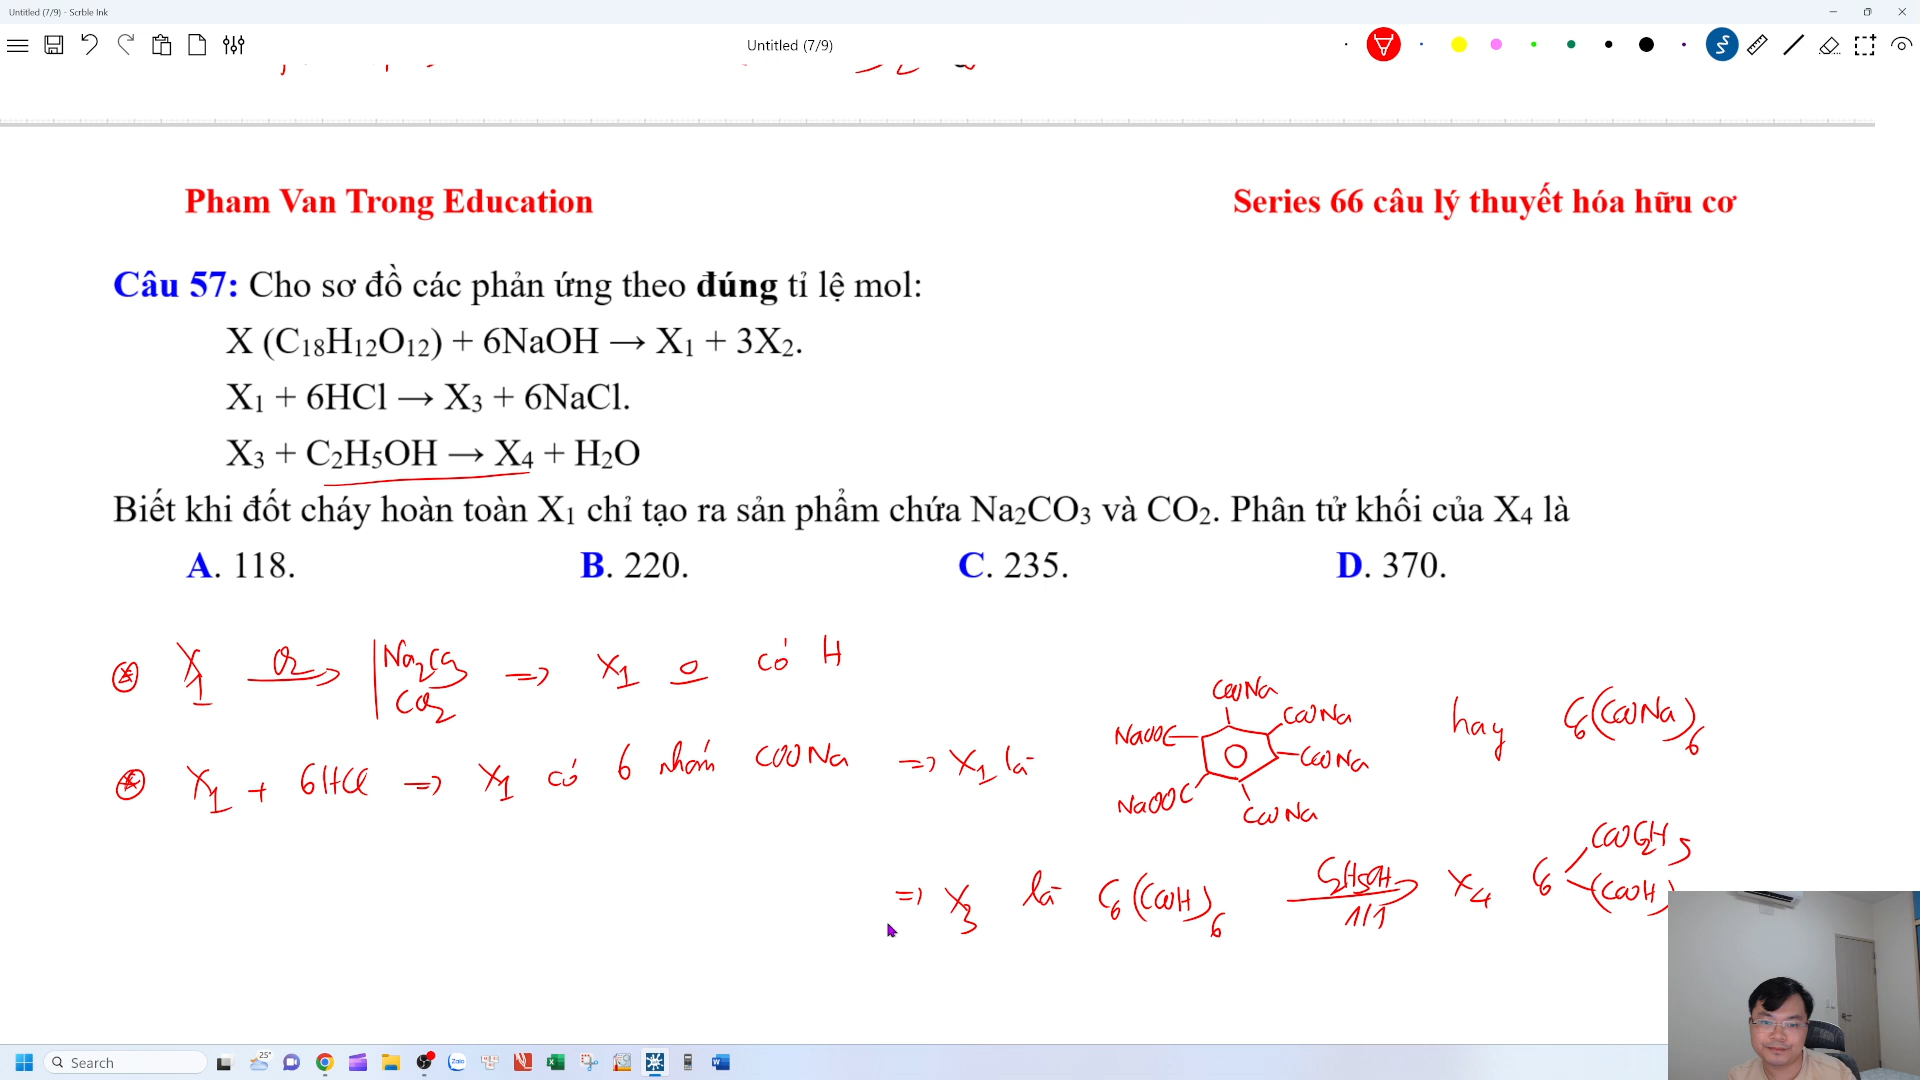 Untitled (7/9) - Scrble Ink
Untitled (7/9)
Pham Van Trong Education
Series 66 câu lý thuyết hóa hữu cơ
Câu 57: Cho sơ đồ các phản ứng theo đúng tỉ lệ mol:
X (C₁₈H₁₂O₁₂) + 6NaOH → X₁ + 3X₂.
X₁ + 6HCl → X₃ + 6NaCl.
X₃ + C₂H₅OH → X₄ + H₂O
Biết khi đốt cháy hoàn toàn X₁ chỉ tạo ra sản phẩm chứa Na₂CO₃ và CO₂. Phân tử khối của X₄ là
A. 118. B. 220. C. 235. D. 370.
X₁ O₂→ Na₂CO₃ CO₂ => X₁ o có H
X₁ + 6HCl => X₁ có 6 nhóm COONa => X₁ là
COONa
COONa
NaOOC
COONa
NaOOC
COONa
hay C₆(COONa)₆
=> X₃ là C₆(COOH)₆ C₂H₅OH→ 1/1 X₄ C₆ COOC₂H₅ (COOH)
25°
Search
Zalo